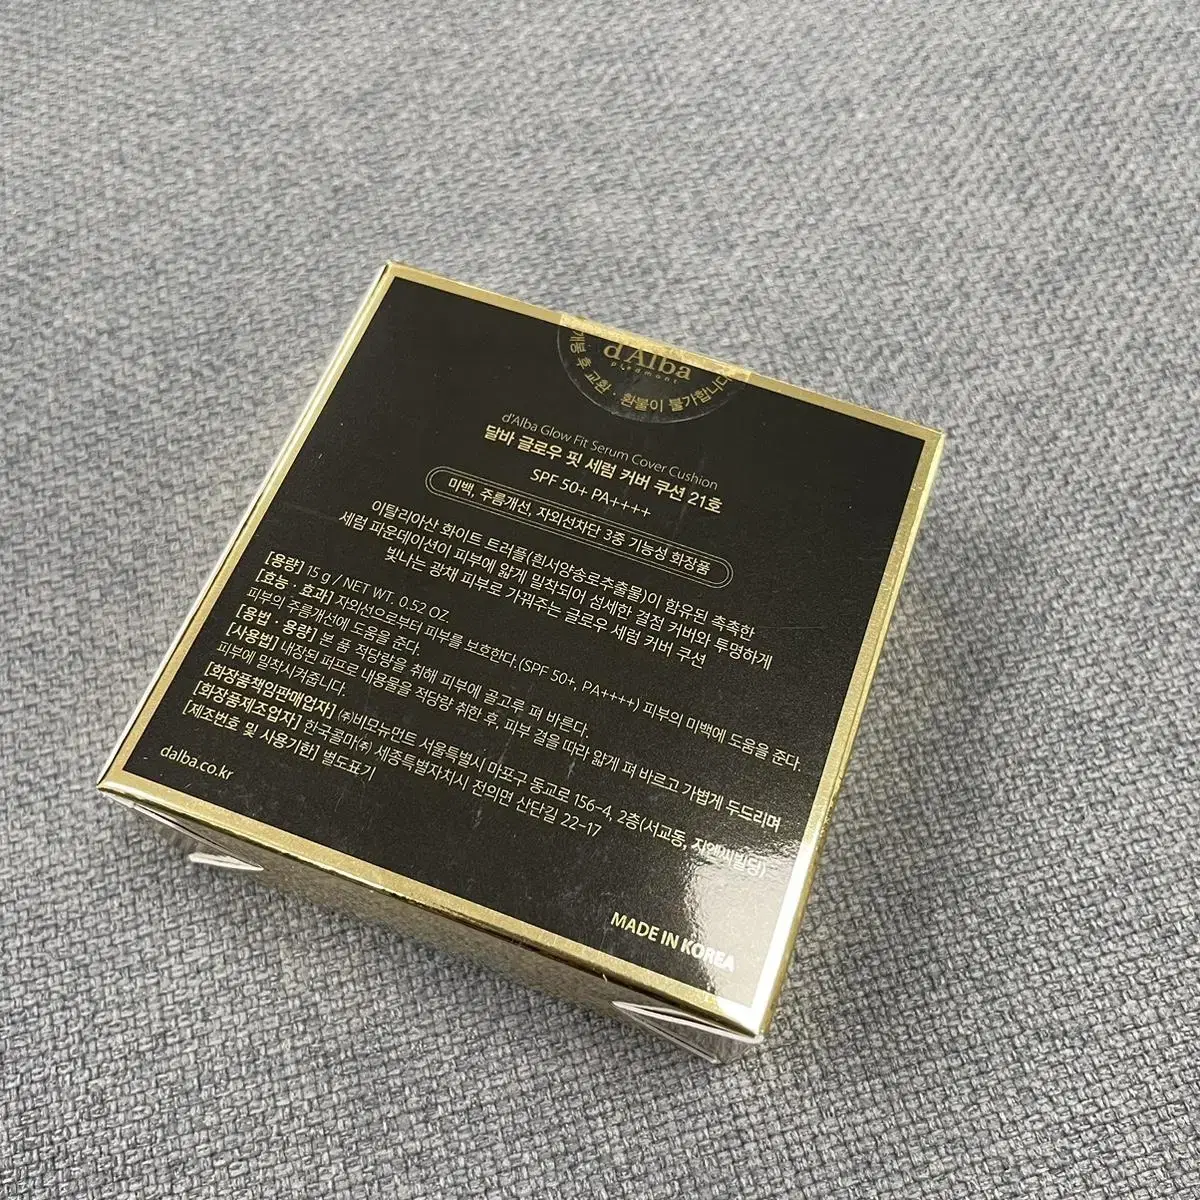 d'Alba
Piedmont
후 교환 · 환불이 불가합니다
d'Alba Glow Fit Serum Cover Cushion
달바 글로우 핏 세럼 커버 쿠션 21호
SPF 50+ PA++++
미백, 주름개선, 자외선차단 3중 기능성 화장품
이탈리아산 화이트 트러플(흰서양송로추출물)이 함유된 촉촉한
세럼 파운데이션이 피부에 얇게 밀착되어 섬세한 결점 커버와 투명하게
빛나는 광채 피부로 가꿔주는 글로우 세럼 커버 쿠션
[용량] 15 g / NET WT. 0.52 OZ.
[효능 · 효과] 자외선으로부터 피부를 보호한다.(SPF 50+, PA++++) 피부의 미백에 도움을 준다.
피부의 주름개선에 도움을 준다.
[용법 · 용량] 본 품 적당량을 취해 피부에 골고루 펴 바른다.
[사용법] 내장된 퍼프로 내용물을 적당량 취한 후, 피부 결을 따라 얇게 펴 바르고 가볍게 두드리며
피부에 밀착시켜줍니다.
[화장품책임판매업자] ㈜비모뉴먼트 서울특별시 마포구 동교로 156-4, 2층(서교동, 지앤씨빌딩)
[화장품제조업자] 한국콜마㈜ 세종특별자치시 전의면 산단길 22-17
[제조번호 및 사용기한] 별도표기
dalba.co.kr
MADE IN KOREA